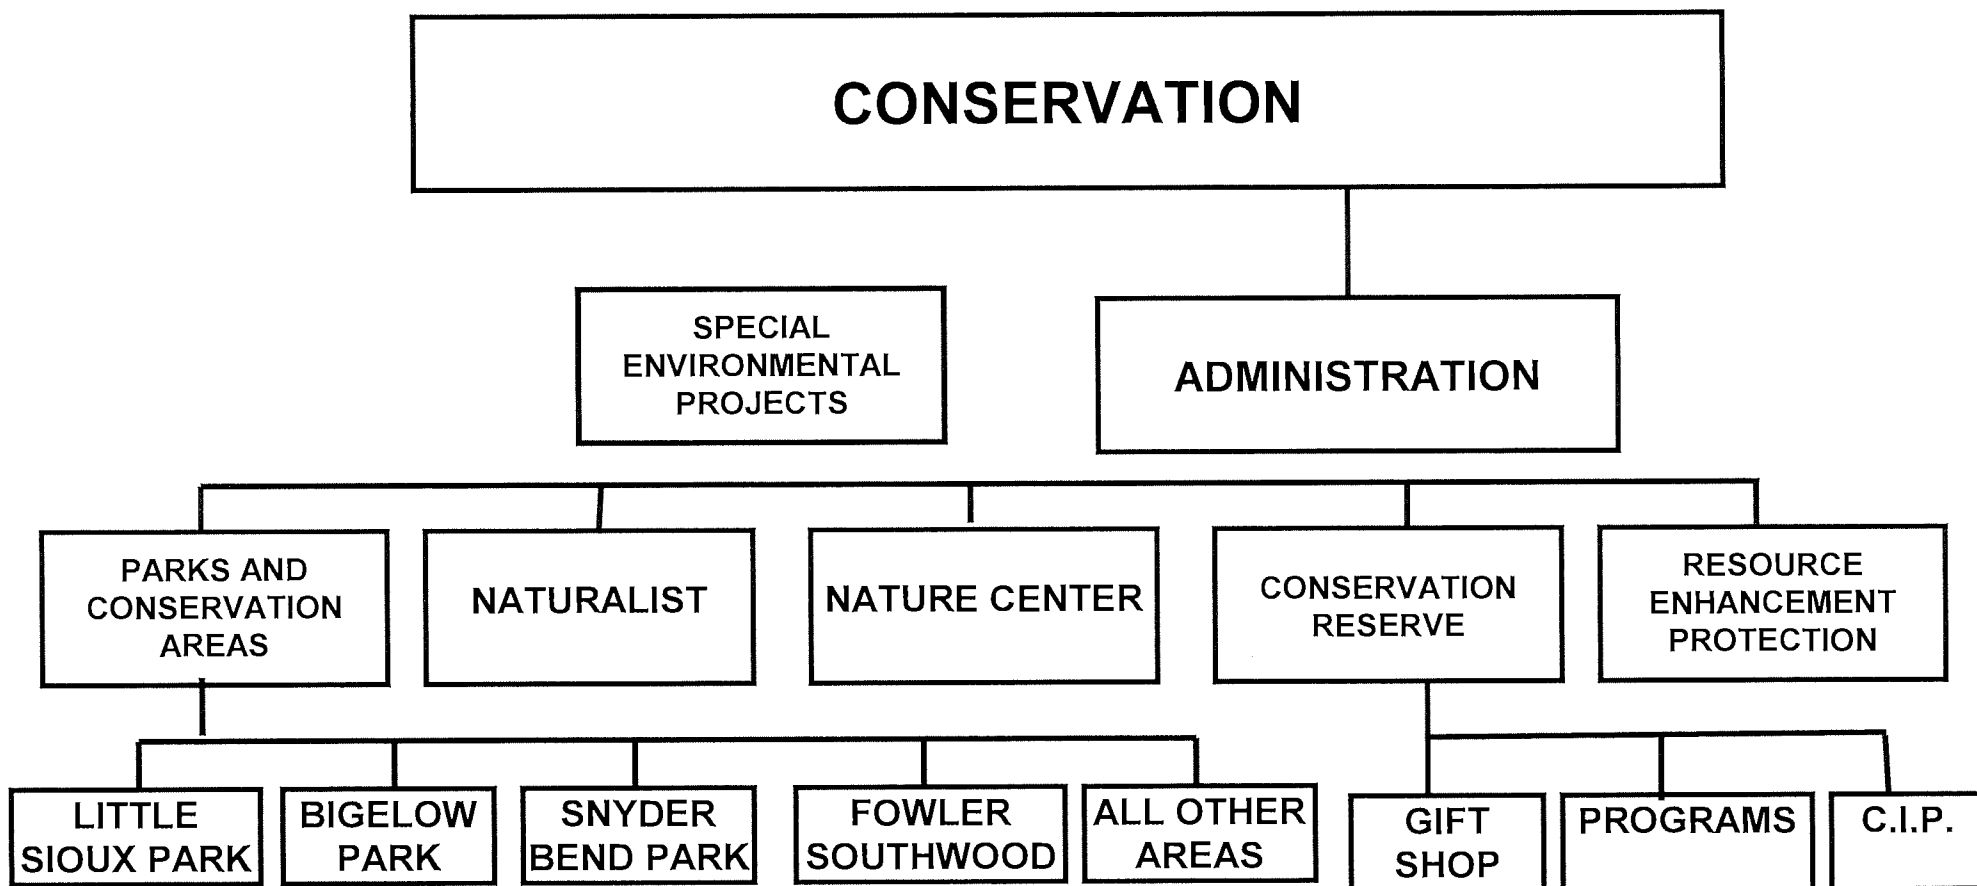 CONSERVATION
SPECIAL
ENVIRONMENTAL
PROJECTS
ADMINISTRATION
PARKS AND
CONSERVATION
AREAS
NATURALIST
NATURE CENTER
CONSERVATION
RESERVE
RESOURCE
ENHANCEMENT
PROTECTION
LITTLE
SIOUX PARK
BIGELOW
PARK
SNYDER
BEND PARK
FOWLER
SOUTHWOOD
ALL OTHER
AREAS
GIFT
SHOP
PROGRAMS
C.I.P.